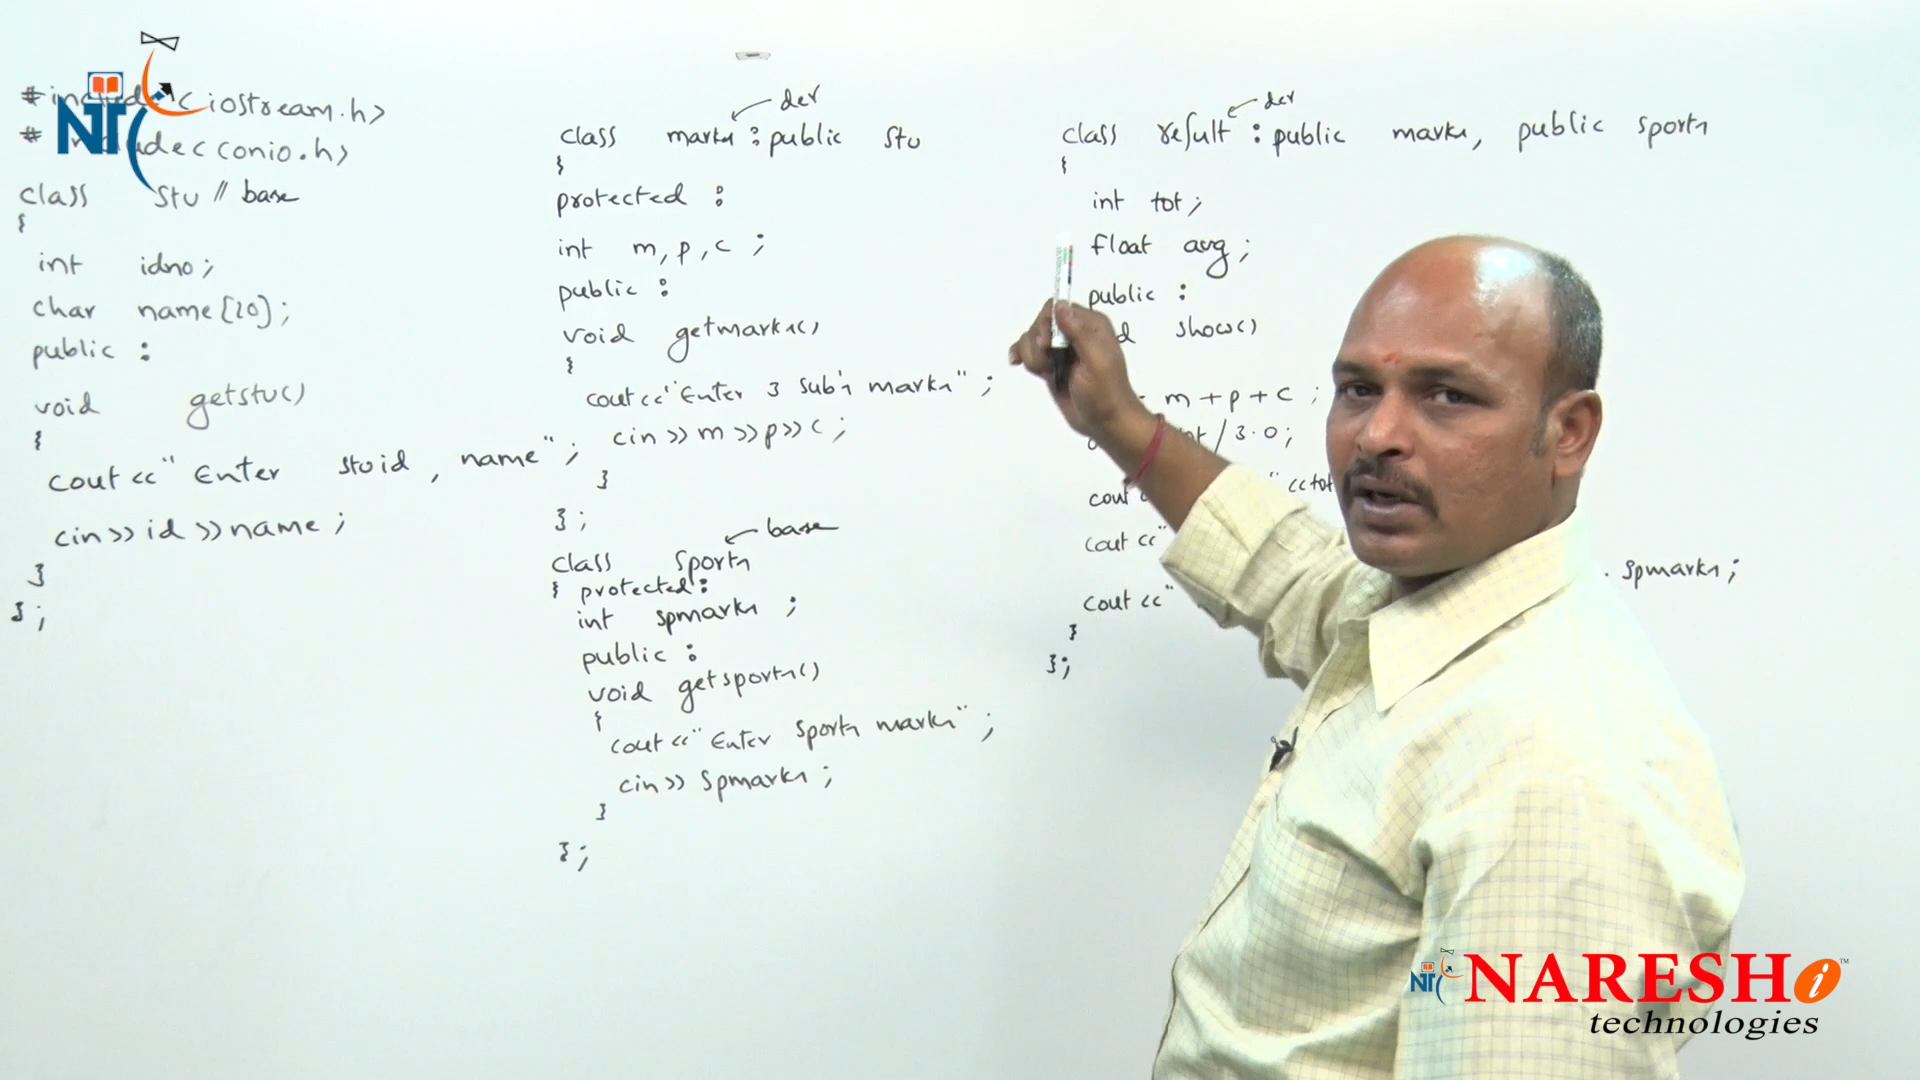 #include<iostream.h>
#include<conio.h>
class stu // base
{
int idno;
char name[20];
public :
void getstu()
{
cout<<"Enter stuid, name";
cin>>id>>name;
}
};
der
class marks : public stu
{
protected :
int m, p, c ;
public :
void getmarks()
{
cout<<"Enter 3 sub's marks" ;
cin>>m>>p>>c ;
}
};
base
class sports
{ protected:
int spmarks ;
public :
void getsports()
{
cout<<"Enter sports marks" ;
cin>> spmarks ;
}
};
der
class result : public marks, public sports
{
int tot ;
float avg ;
public :
show()
m+p+c ;
/3.0;
cout " <<tot
cout <<"
cout <<" spmarks ;
}
};
NTC
NARESH i ™
technologies